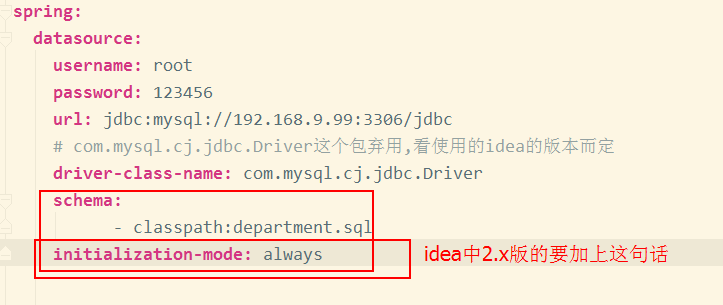 spring:
datasource:
username: root
password: 123456
url: jdbc:mysql://192.168.9.99:3306/jdbc
# com.mysql.cj.jdbc.Driver这个包弃用,看使用的idea的版本而定
driver-class-name: com.mysql.cj.jdbc.Driver
schema:
- classpath:department.sql
initialization-mode: always
idea中2.x版的要加上这句话